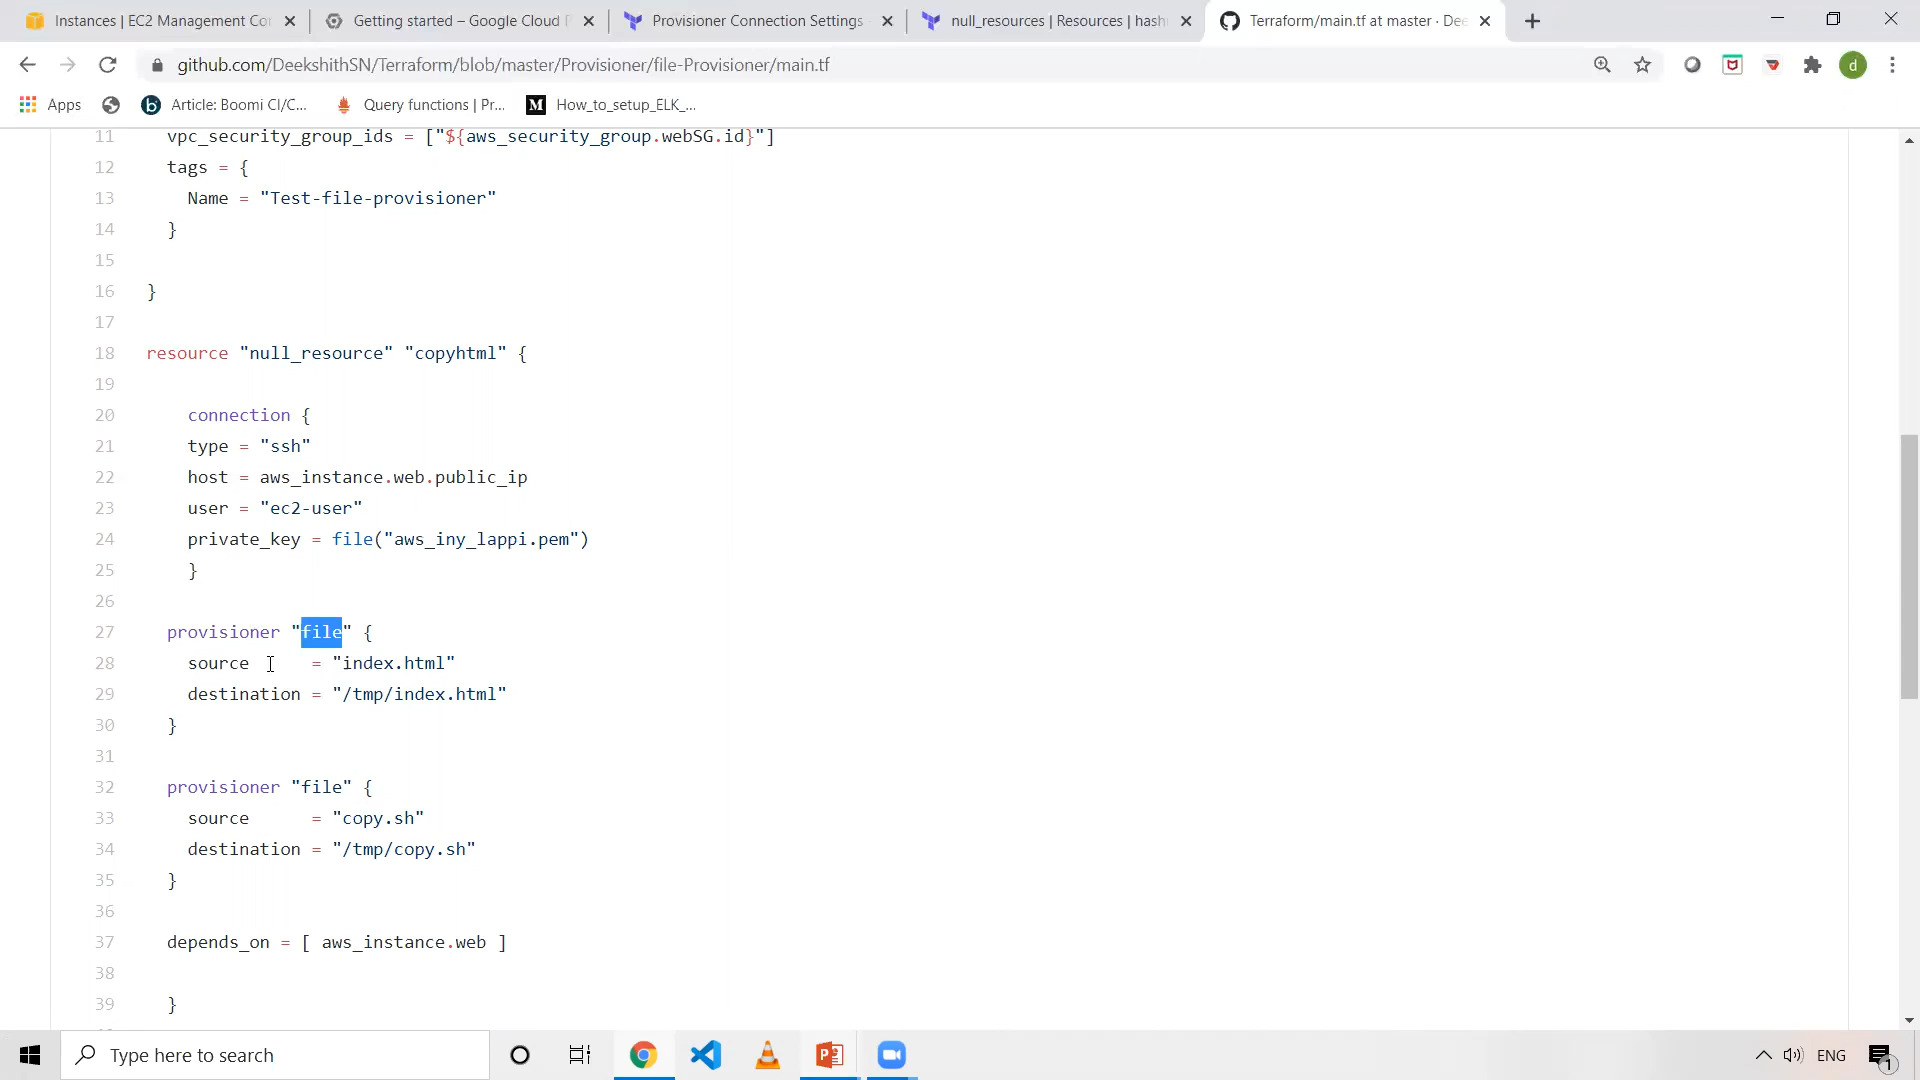 Instances | EC2 Management Co
Getting started – Google Cloud P
Provisioner Connection Settings -
null_resources | Resources | hash
Terraform/main.tf at master · Dee
github.com/DeekshithSN/Terraform/blob/master/Provisioner/file-Provisioner/main.tf
d
Apps
b Article: Boomi CI/C...
Query functions | Pr...
M How_to_setup_ELK_...
11 vpc_security_group_ids = ["${aws_security_group.webSG.id}"]
12 tags = {
13 Name = "Test-file-provisioner"
14 }
15
16 }
17
18 resource "null_resource" "copyhtml" {
19
20 connection {
21 type = "ssh"
22 host = aws_instance.web.public_ip
23 user = "ec2-user"
24 private_key = file("aws_iny_lappi.pem")
25 }
26
27 provisioner "file" {
28 source = "index.html"
29 destination = "/tmp/index.html"
30 }
31
32 provisioner "file" {
33 source = "copy.sh"
34 destination = "/tmp/copy.sh"
35 }
36
37 depends_on = [ aws_instance.web ]
38
39 }
Type here to search
ENG
1